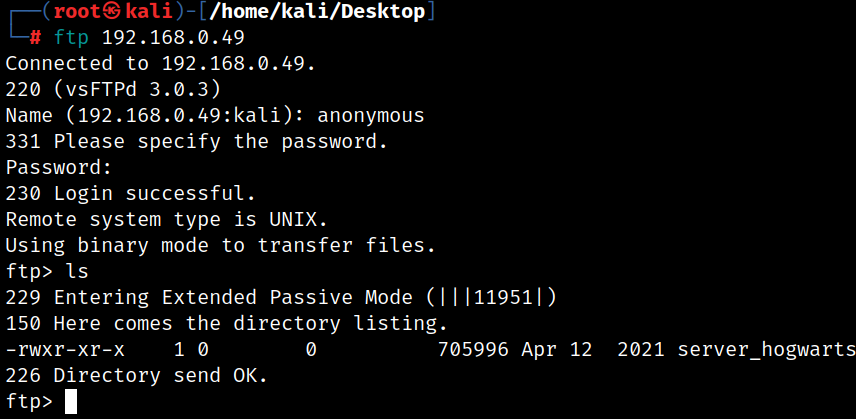 ┌──(root㉿kali)-[/home/kali/Desktop]
└─# ftp 192.168.0.49
Connected to 192.168.0.49.
220 (vsFTPd 3.0.3)
Name (192.168.0.49:kali): anonymous
331 Please specify the password.
Password:
230 Login successful.
Remote system type is UNIX.
Using binary mode to transfer files.
ftp> ls
229 Entering Extended Passive Mode (|||11951|)
150 Here comes the directory listing.
-rwxr-xr-x    1 0        0          705996 Apr 12  2021 server_hogwarts
226 Directory send OK.
ftp>